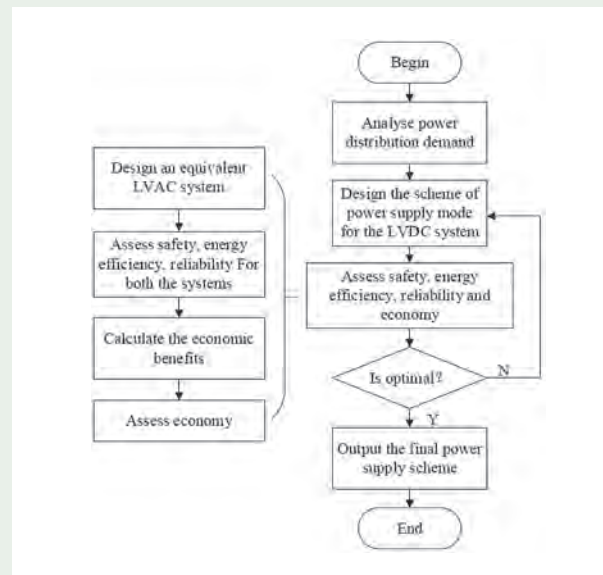 Begin
Analyse power
distribution demand
Design the scheme of
power supply mode
for the LVDC system
Assess safety, energy
efficiency, reliability and
economy
Is optimal?
N
Y
Output the final power
supply scheme
End
Design an equivalent
LVAC system
Assess safety, energy
efficiency, reliability For
both the systems
Calculate the economic
benefits
Assess economy